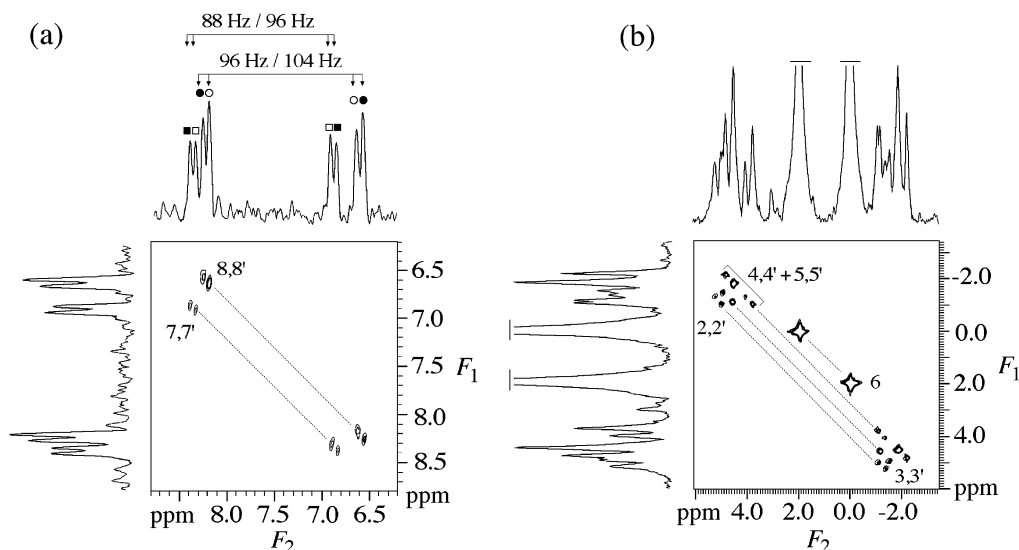 (a)
88 Hz / 96 Hz
96 Hz / 104 Hz
8,8'
7,7'
6.5
7.0
7.5
8.0
8.5
ppm
F1
ppm 8.0 7.5 7.0 6.5
F2
(b)
4,4' + 5,5'
2,2'
6
3,3'
-2.0
0.0
2.0
4.0
ppm
F1
ppm 4.0 2.0 0.0 -2.0
F2